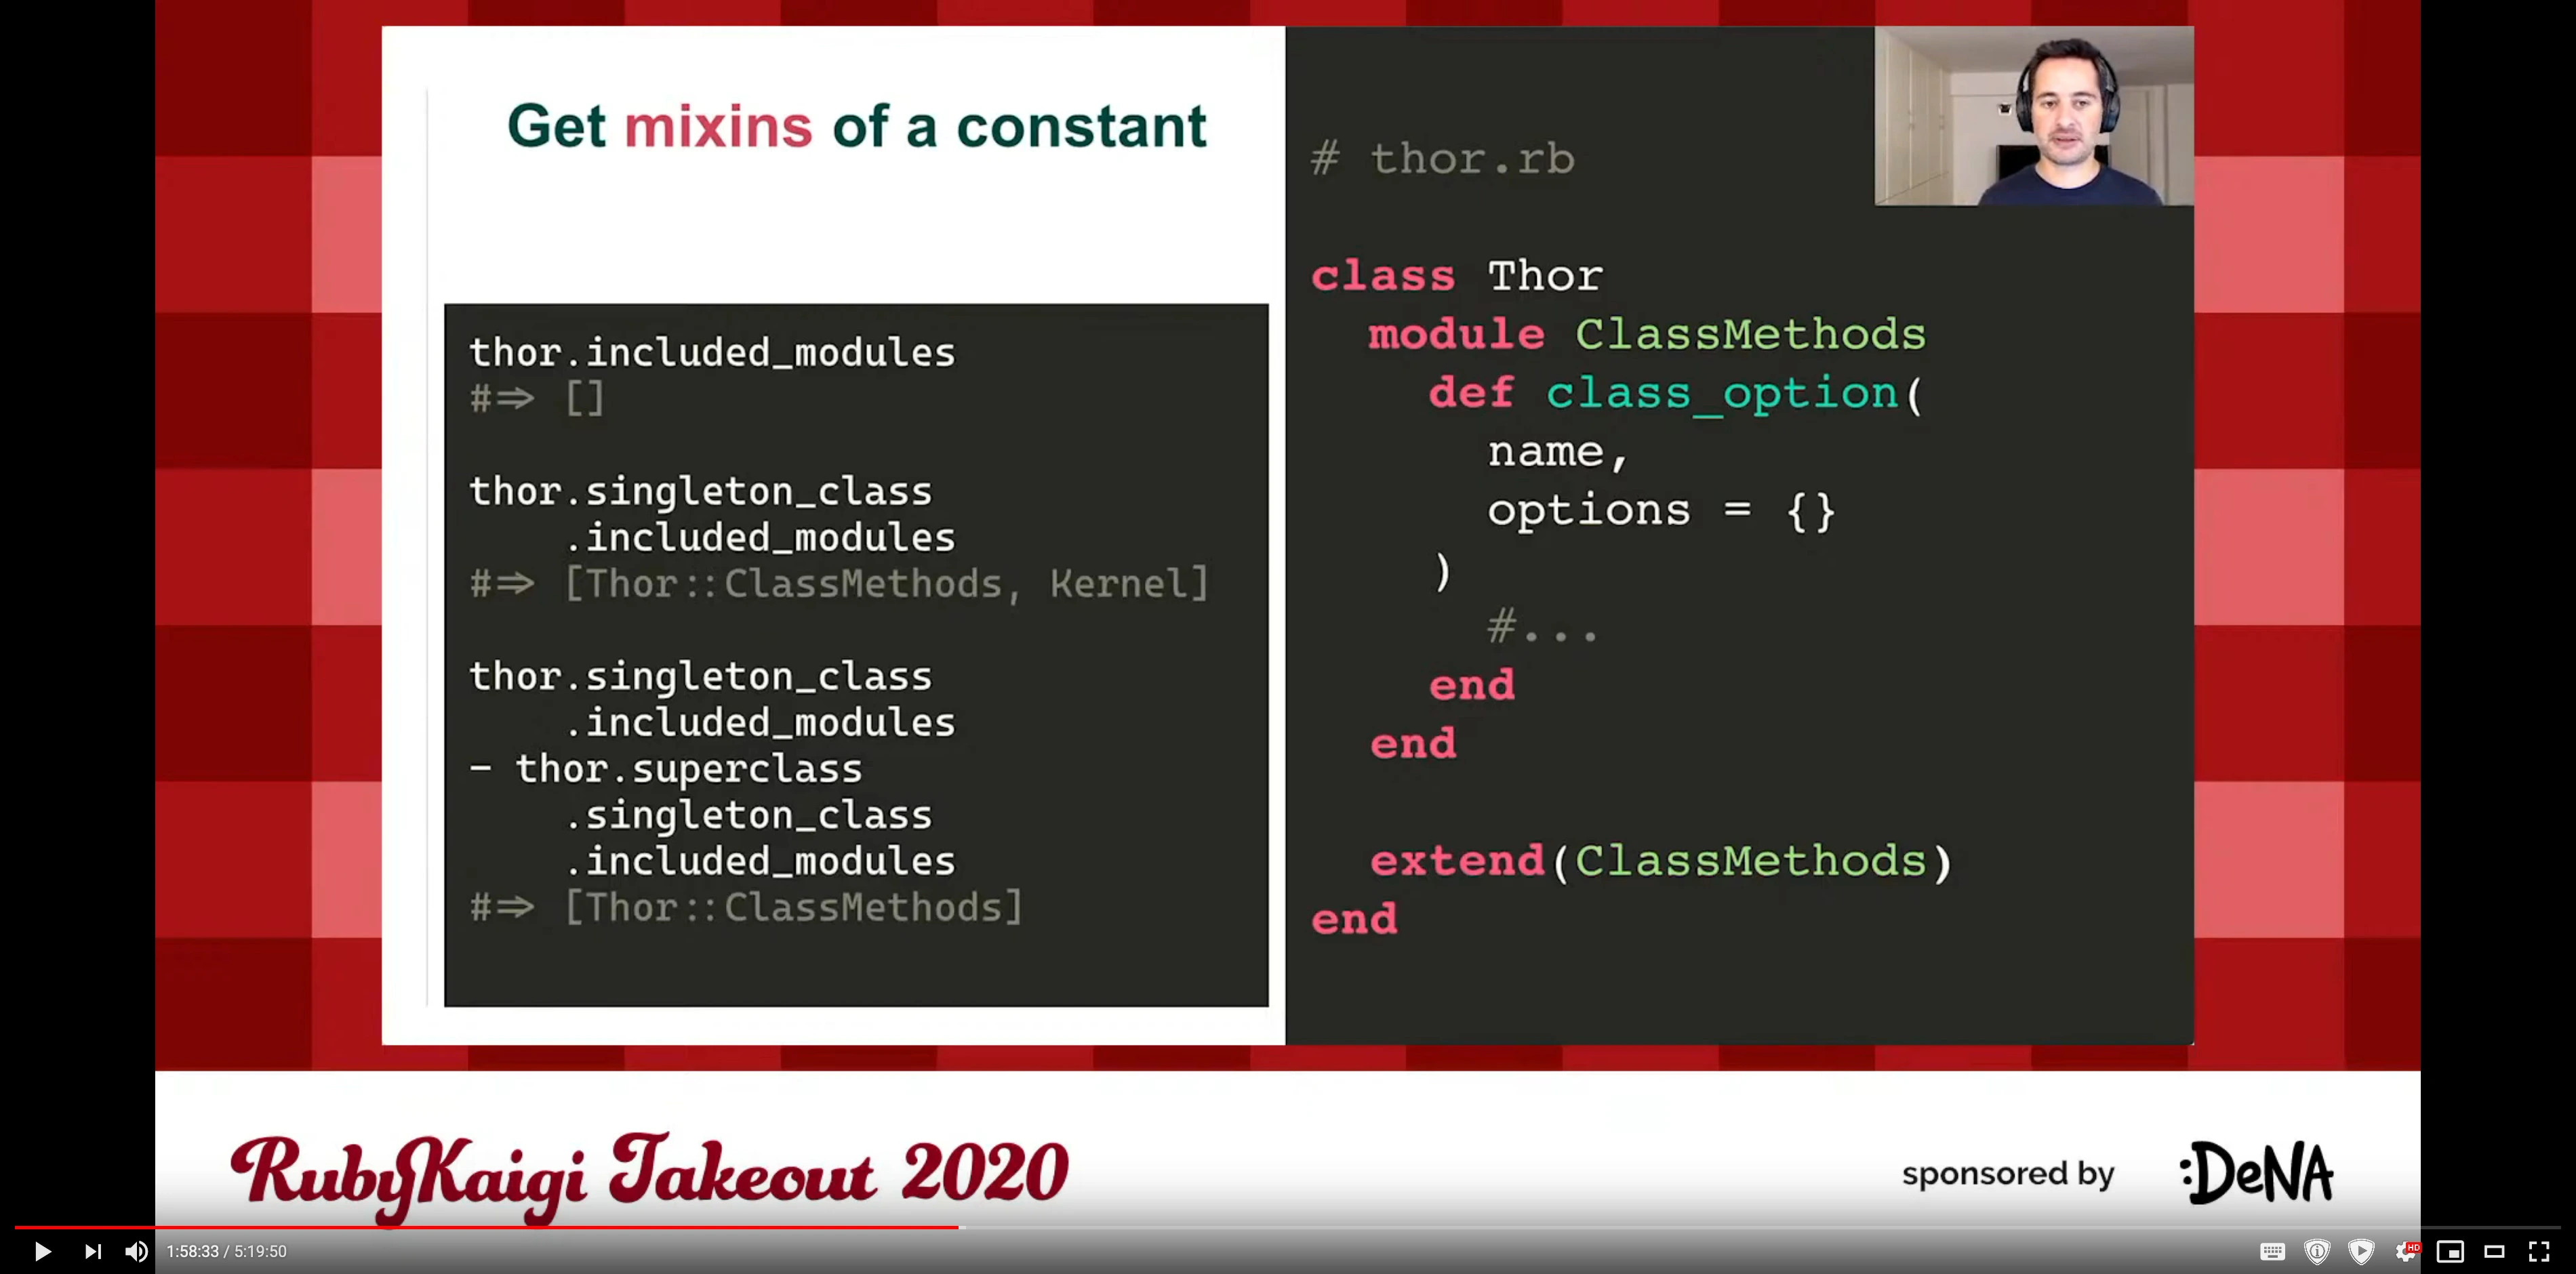 Get mixins of a constant
thor.included_modules
#=> []
thor.singleton_class
.included_modules
#=> [Thor::ClassMethods, Kernel]
thor.singleton_class
.included_modules
- thor.superclass
.singleton_class
.included_modules
#=> [Thor::ClassMethods]
# thor.rb
class Thor
module ClassMethods
def class_option(
name,
options = {}
)
#...
end
end
extend(ClassMethods)
end
RubyKaigi Takeout 2020
sponsored by :DeNA
1:58:33 / 5:19:50
HD